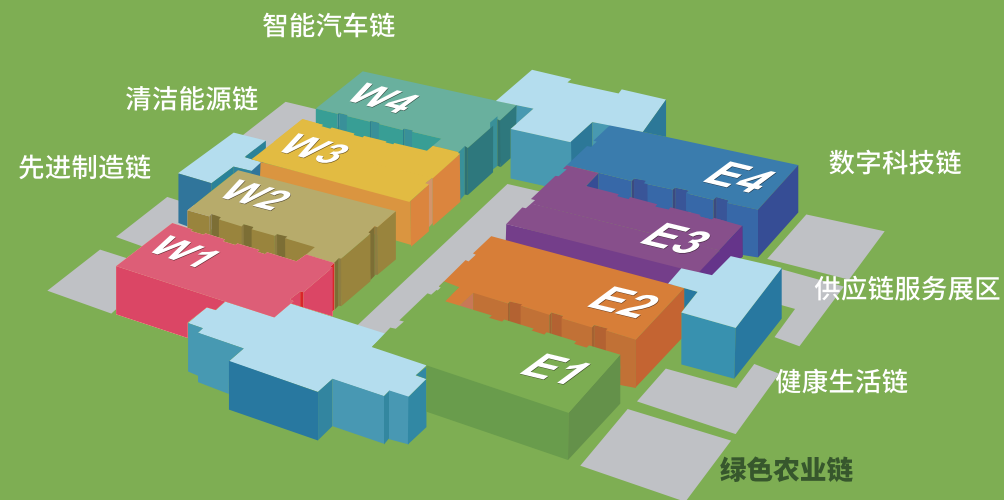 智能汽车链
清洁能源链
W4
W3
先进制造链
数字科技链
E4
W2
E3
W1
供应链服务展区
E2
E1
健康生活链
绿色农业链